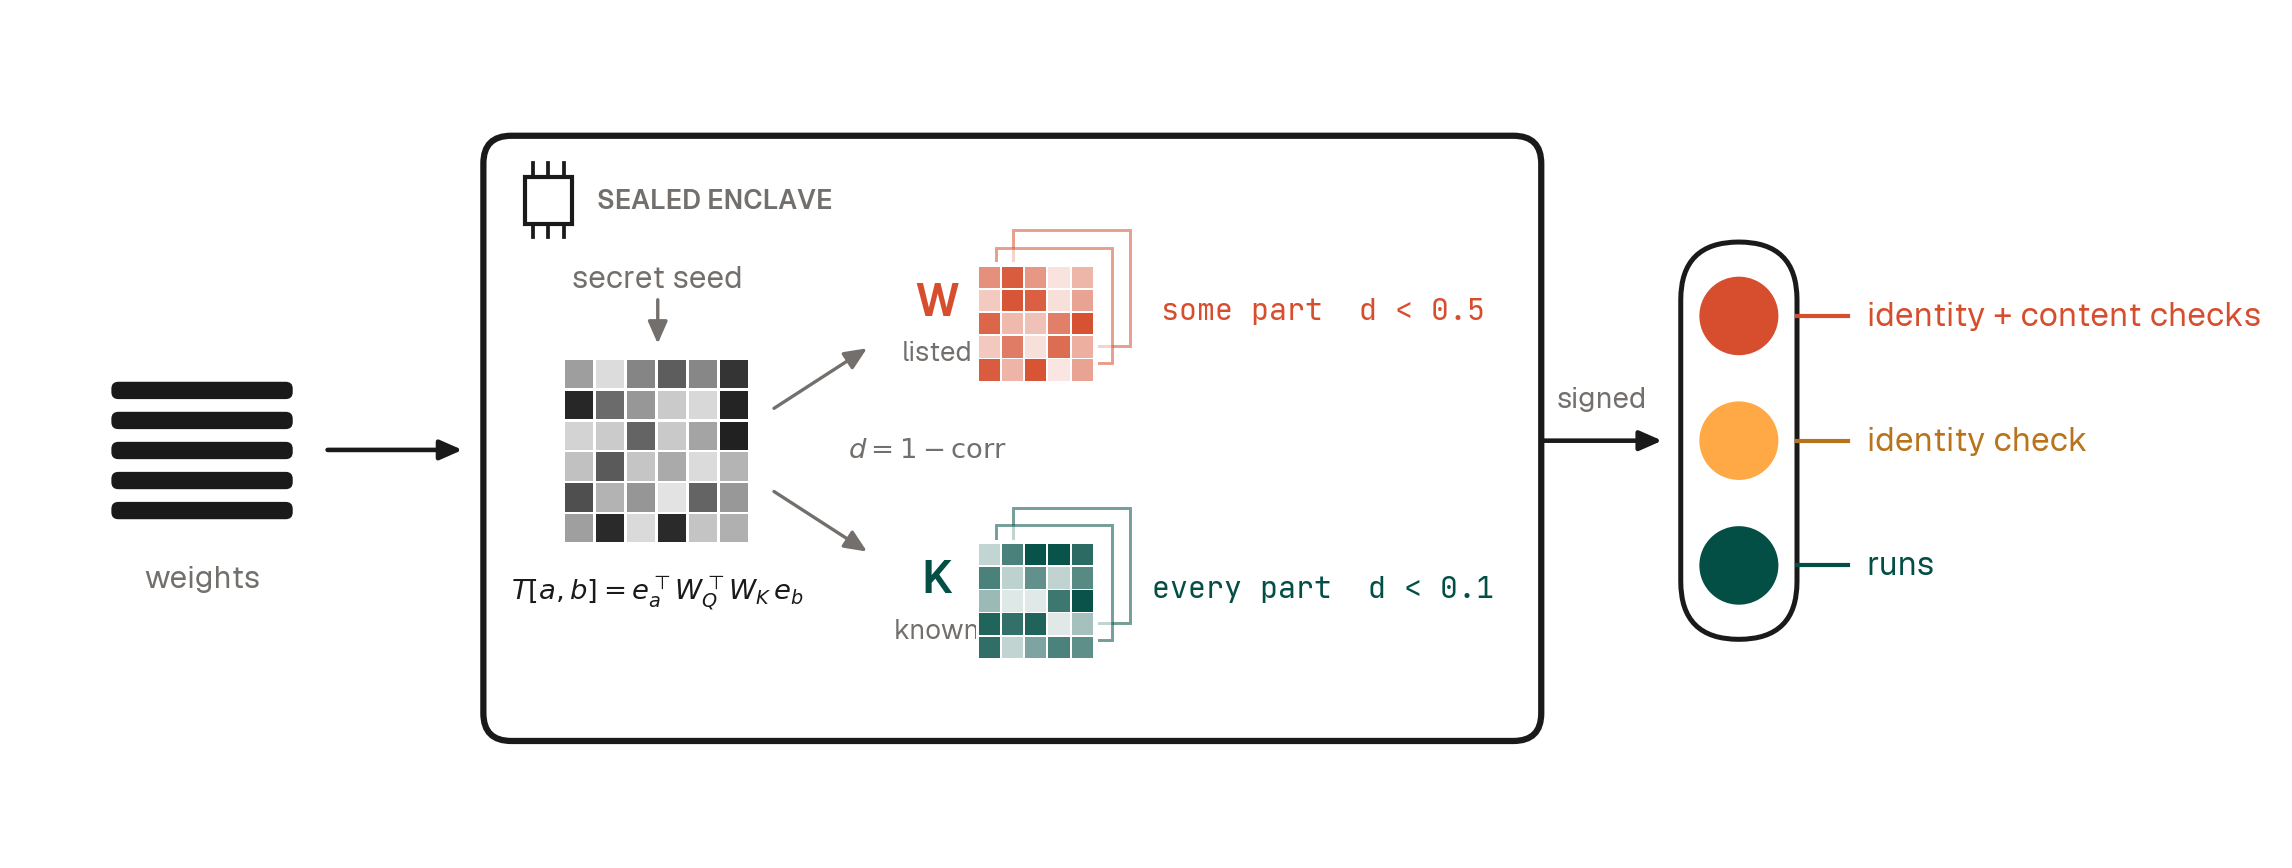 SEALED ENCLAVE
secret seed
W
listed
some part d < 0.5
identity + content checks
signed
d = 1 − corr
identity check
weights
T[a, b] = e_a^⊤ W_Q^⊤ W_K e_b
K
known
every part d < 0.1
runs